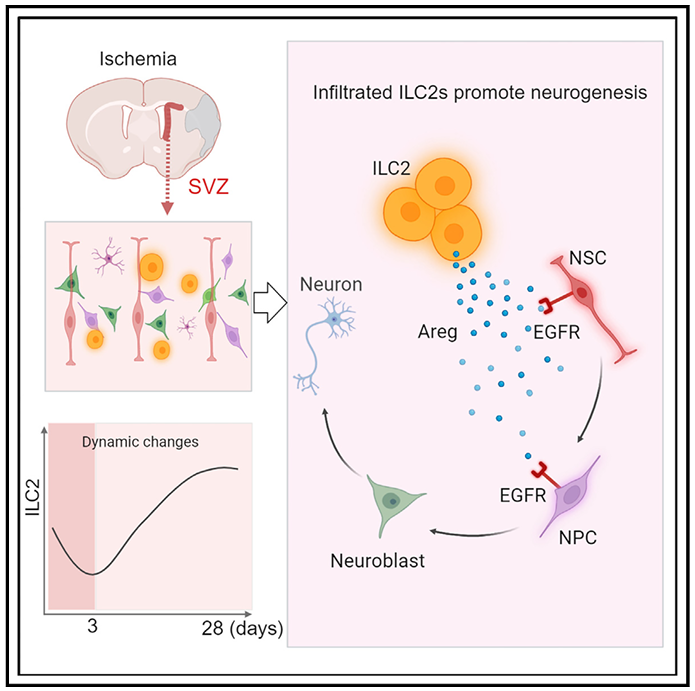 Ischemia
SVZ
Dynamic changes
ILC2
3
28 (days)
Infiltrated ILC2s promote neurogenesis
ILC2
NSC
Neuron
Areg
EGFR
EGFR
NPC
Neuroblast